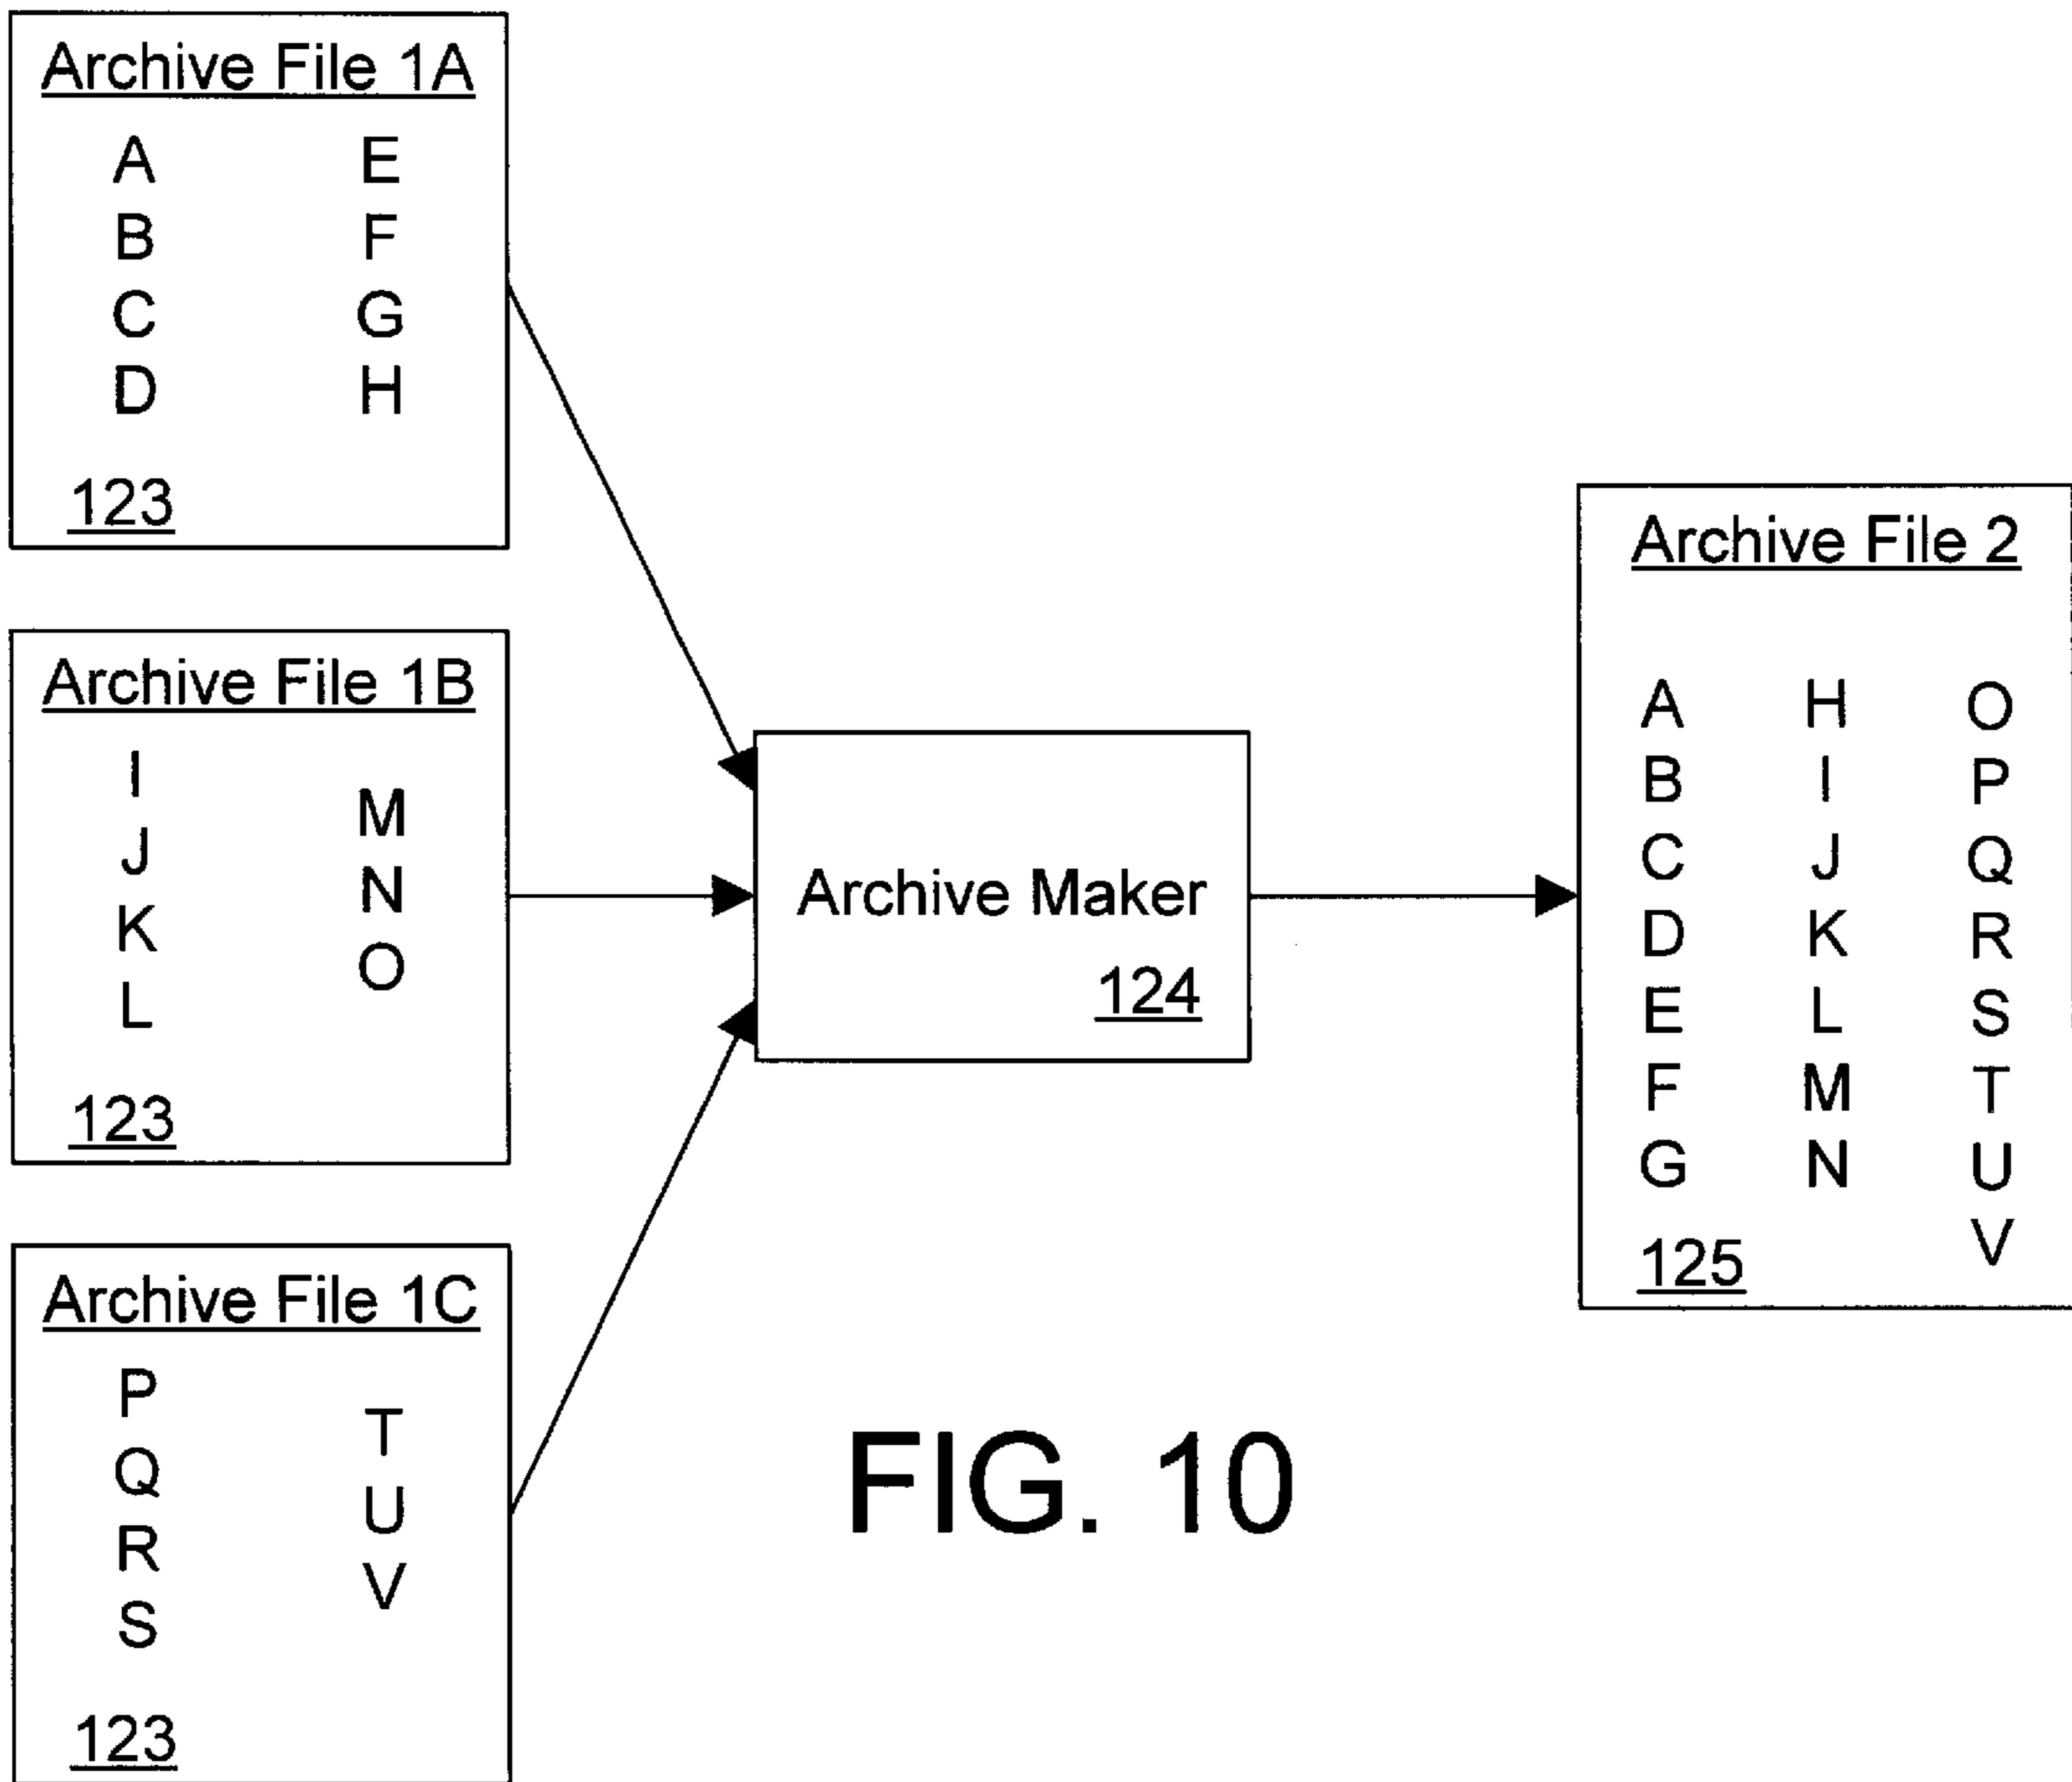 Archive File 1A
A E
B F
C G
D H
123
Archive File 1B
I
J
K
L
M
N
O
123
Archive File 1C
P
Q
R
S
T
U
V
123
Archive Maker
124
Archive File 2
A H O
B I P
C J Q
D K R
E L S
F M T
G N U
V
125
FIG. 10